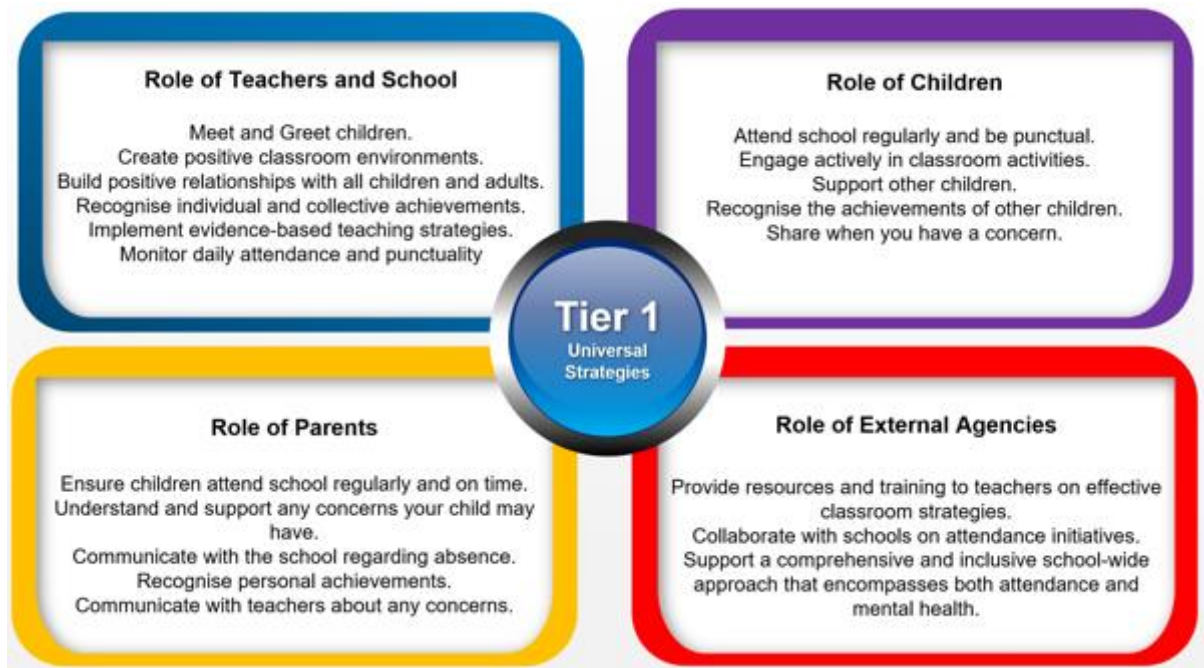 Role of Teachers and School
Meet and Greet children.
Create positive classroom environments.
Build positive relationships with all children and adults.
Recognise individual and collective achievements.
Implement evidence-based teaching strategies.
Monitor daily attendance and punctuality
Role of Children
Attend school regularly and be punctual.
Engage actively in classroom activities.
Support other children.
Recognise the achievements of other children.
Share when you have a concern.
Tier 1
Universal
Strategies
Role of Parents
Ensure children attend school regularly and on time.
Understand and support any concerns your child may
have.
Communicate with the school regarding absence.
Recognise personal achievements.
Communicate with teachers about any concerns.
Role of External Agencies
Provide resources and training to teachers on effective
classroom strategies.
Collaborate with schools on attendance initiatives.
Support a comprehensive and inclusive school-wide
approach that encompasses both attendance and
mental health.